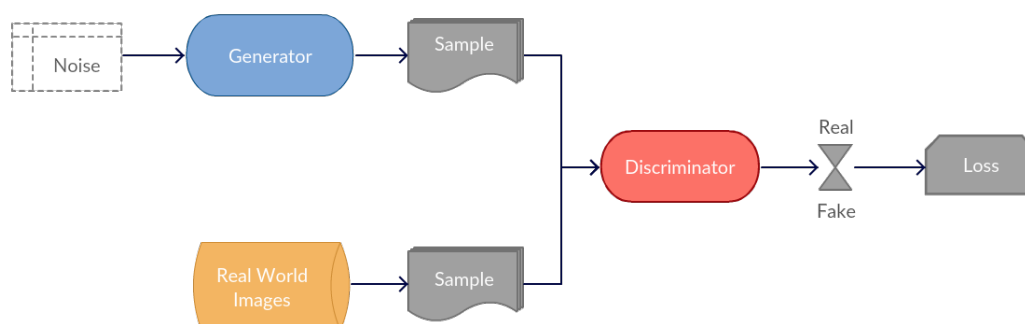 Noise
Generator
Sample
Real
Discriminator
Loss
Fake
Real World
Images
Sample